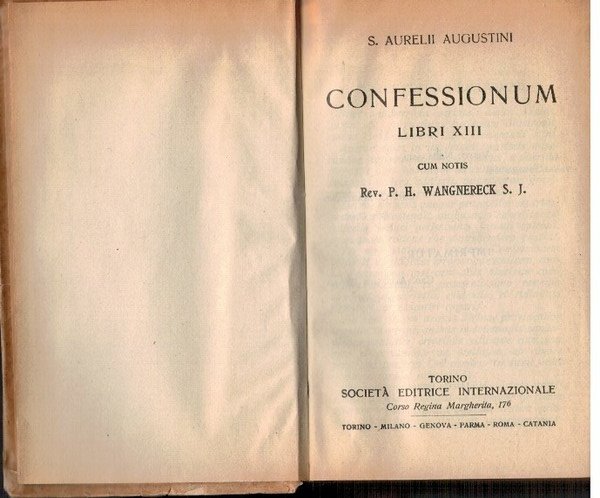 S. AURELII AUGUSTINI
CONFESSIONUM
LIBRI XIII
CUM NOTIS
Rev. P. H. WANGNERECK S. J.
TORINO
SOCIETÀ EDITRICE INTERNAZIONALE
Corso Regina Margherita, 176
TORINO - MILANO - GENOVA - PARMA - ROMA - CATANIA